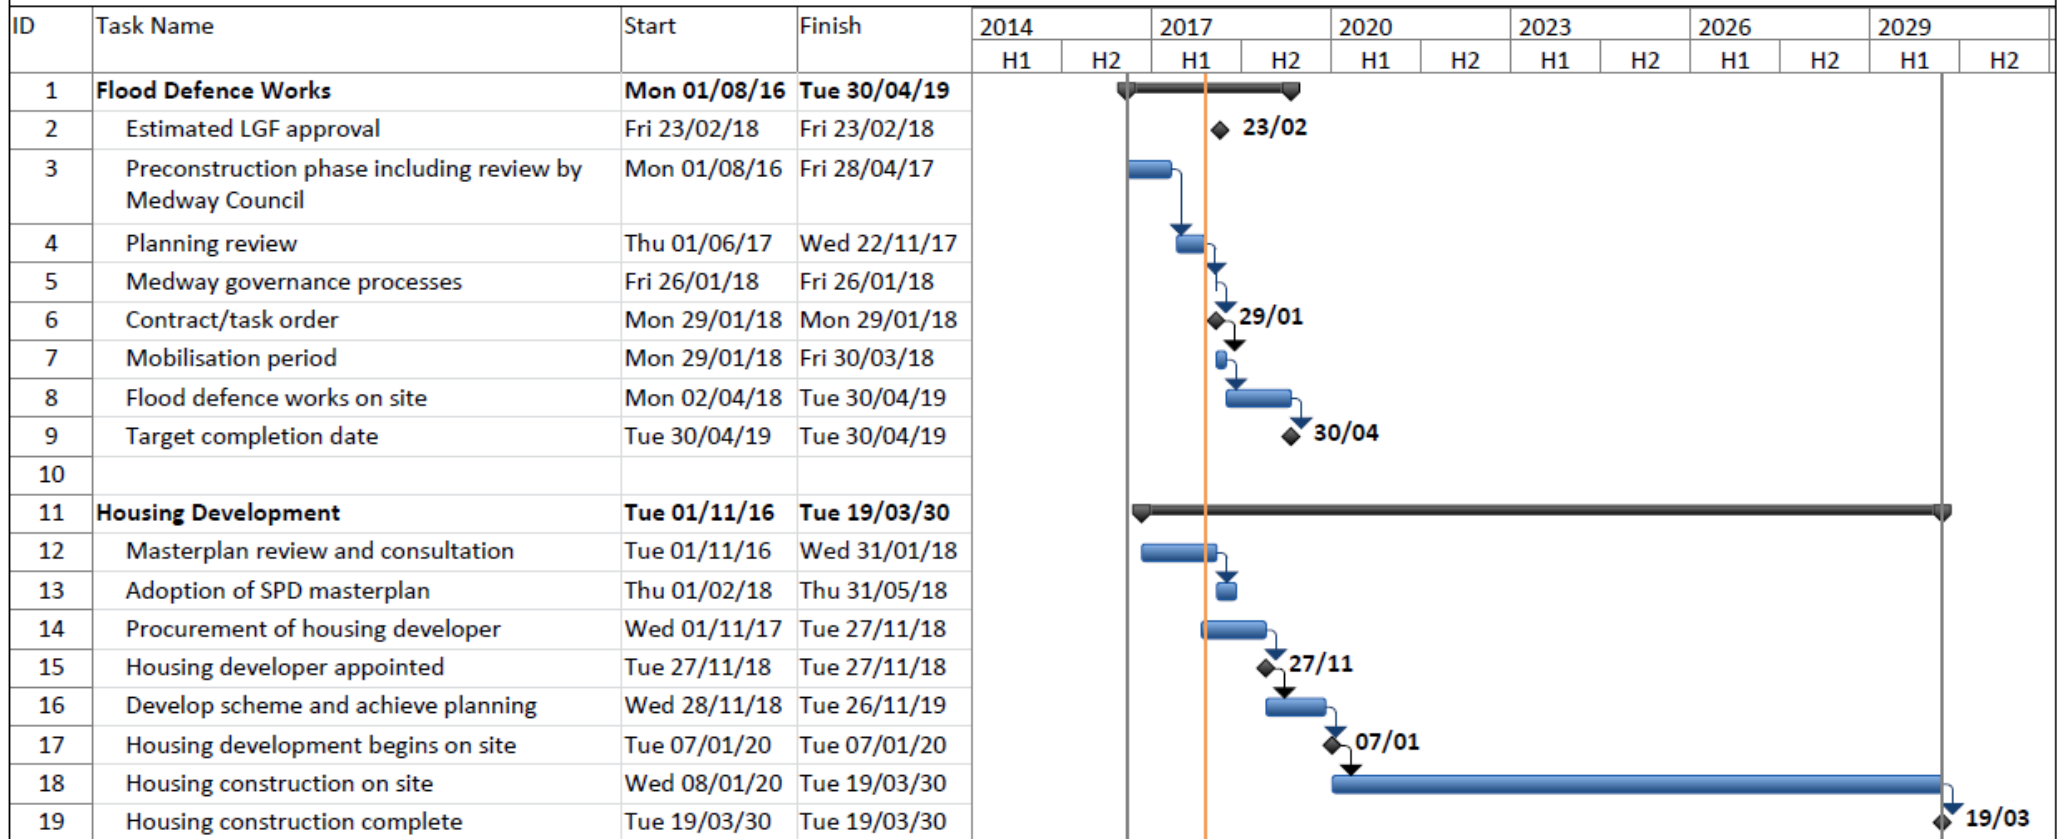 ID Task Name Start Finish 2014 2017 2020 2023 2026 2029
H1 H2 H1 H2 H1 H2 H1 H2 H1 H2 H1 H2
1 Flood Defence Works Mon 01/08/16 Tue 30/04/19
2 Estimated LGF approval Fri 23/02/18 Fri 23/02/18 23/02
3 Preconstruction phase including review by Mon 01/08/16 Fri 28/04/17
Medway Council
4 Planning review Thu 01/06/17 Wed 22/11/17
5 Medway governance processes Fri 26/01/18 Fri 26/01/18
6 Contract/task order Mon 29/01/18 Mon 29/01/18 29/01
7 Mobilisation period Mon 29/01/18 Fri 30/03/18
8 Flood defence works on site Mon 02/04/18 Tue 30/04/19
9 Target completion date Tue 30/04/19 Tue 30/04/19 30/04
10
11 Housing Development Tue 01/11/16 Tue 19/03/30
12 Masterplan review and consultation Tue 01/11/16 Wed 31/01/18
13 Adoption of SPD masterplan Thu 01/02/18 Thu 31/05/18
14 Procurement of housing developer Wed 01/11/17 Tue 27/11/18
15 Housing developer appointed Tue 27/11/18 Tue 27/11/18 27/11
16 Develop scheme and achieve planning Wed 28/11/18 Tue 26/11/19
17 Housing development begins on site Tue 07/01/20 Tue 07/01/20 07/01
18 Housing construction on site Wed 08/01/20 Tue 19/03/30
19 Housing construction complete Tue 19/03/30 Tue 19/03/30 19/03